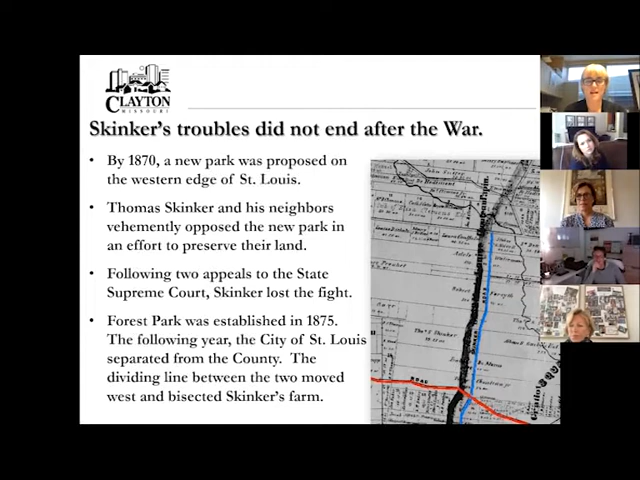 CLAYTON
MISSOURI
Skinker's troubles did not end after the War.
• By 1870, a new park was proposed on
the western edge of St. Louis.
• Thomas Skinker and his neighbors
vehemently opposed the new park in
an effort to preserve their land.
• Following two appeals to the State
Supreme Court, Skinker lost the fight.
• Forest Park was established in 1875.
The following year, the City of St. Louis
separated from the County. The
dividing line between the two moved
west and bisected Skinker's farm.
Forsyth
Skinker
ROAD